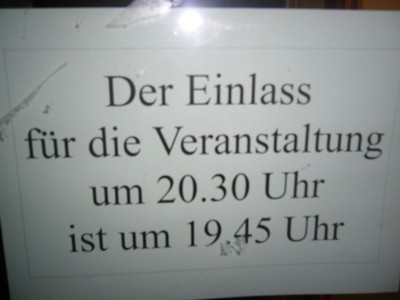 Der Einlass
für die Veranstaltung
um 20.30 Uhr
ist um 19.45 Uhr